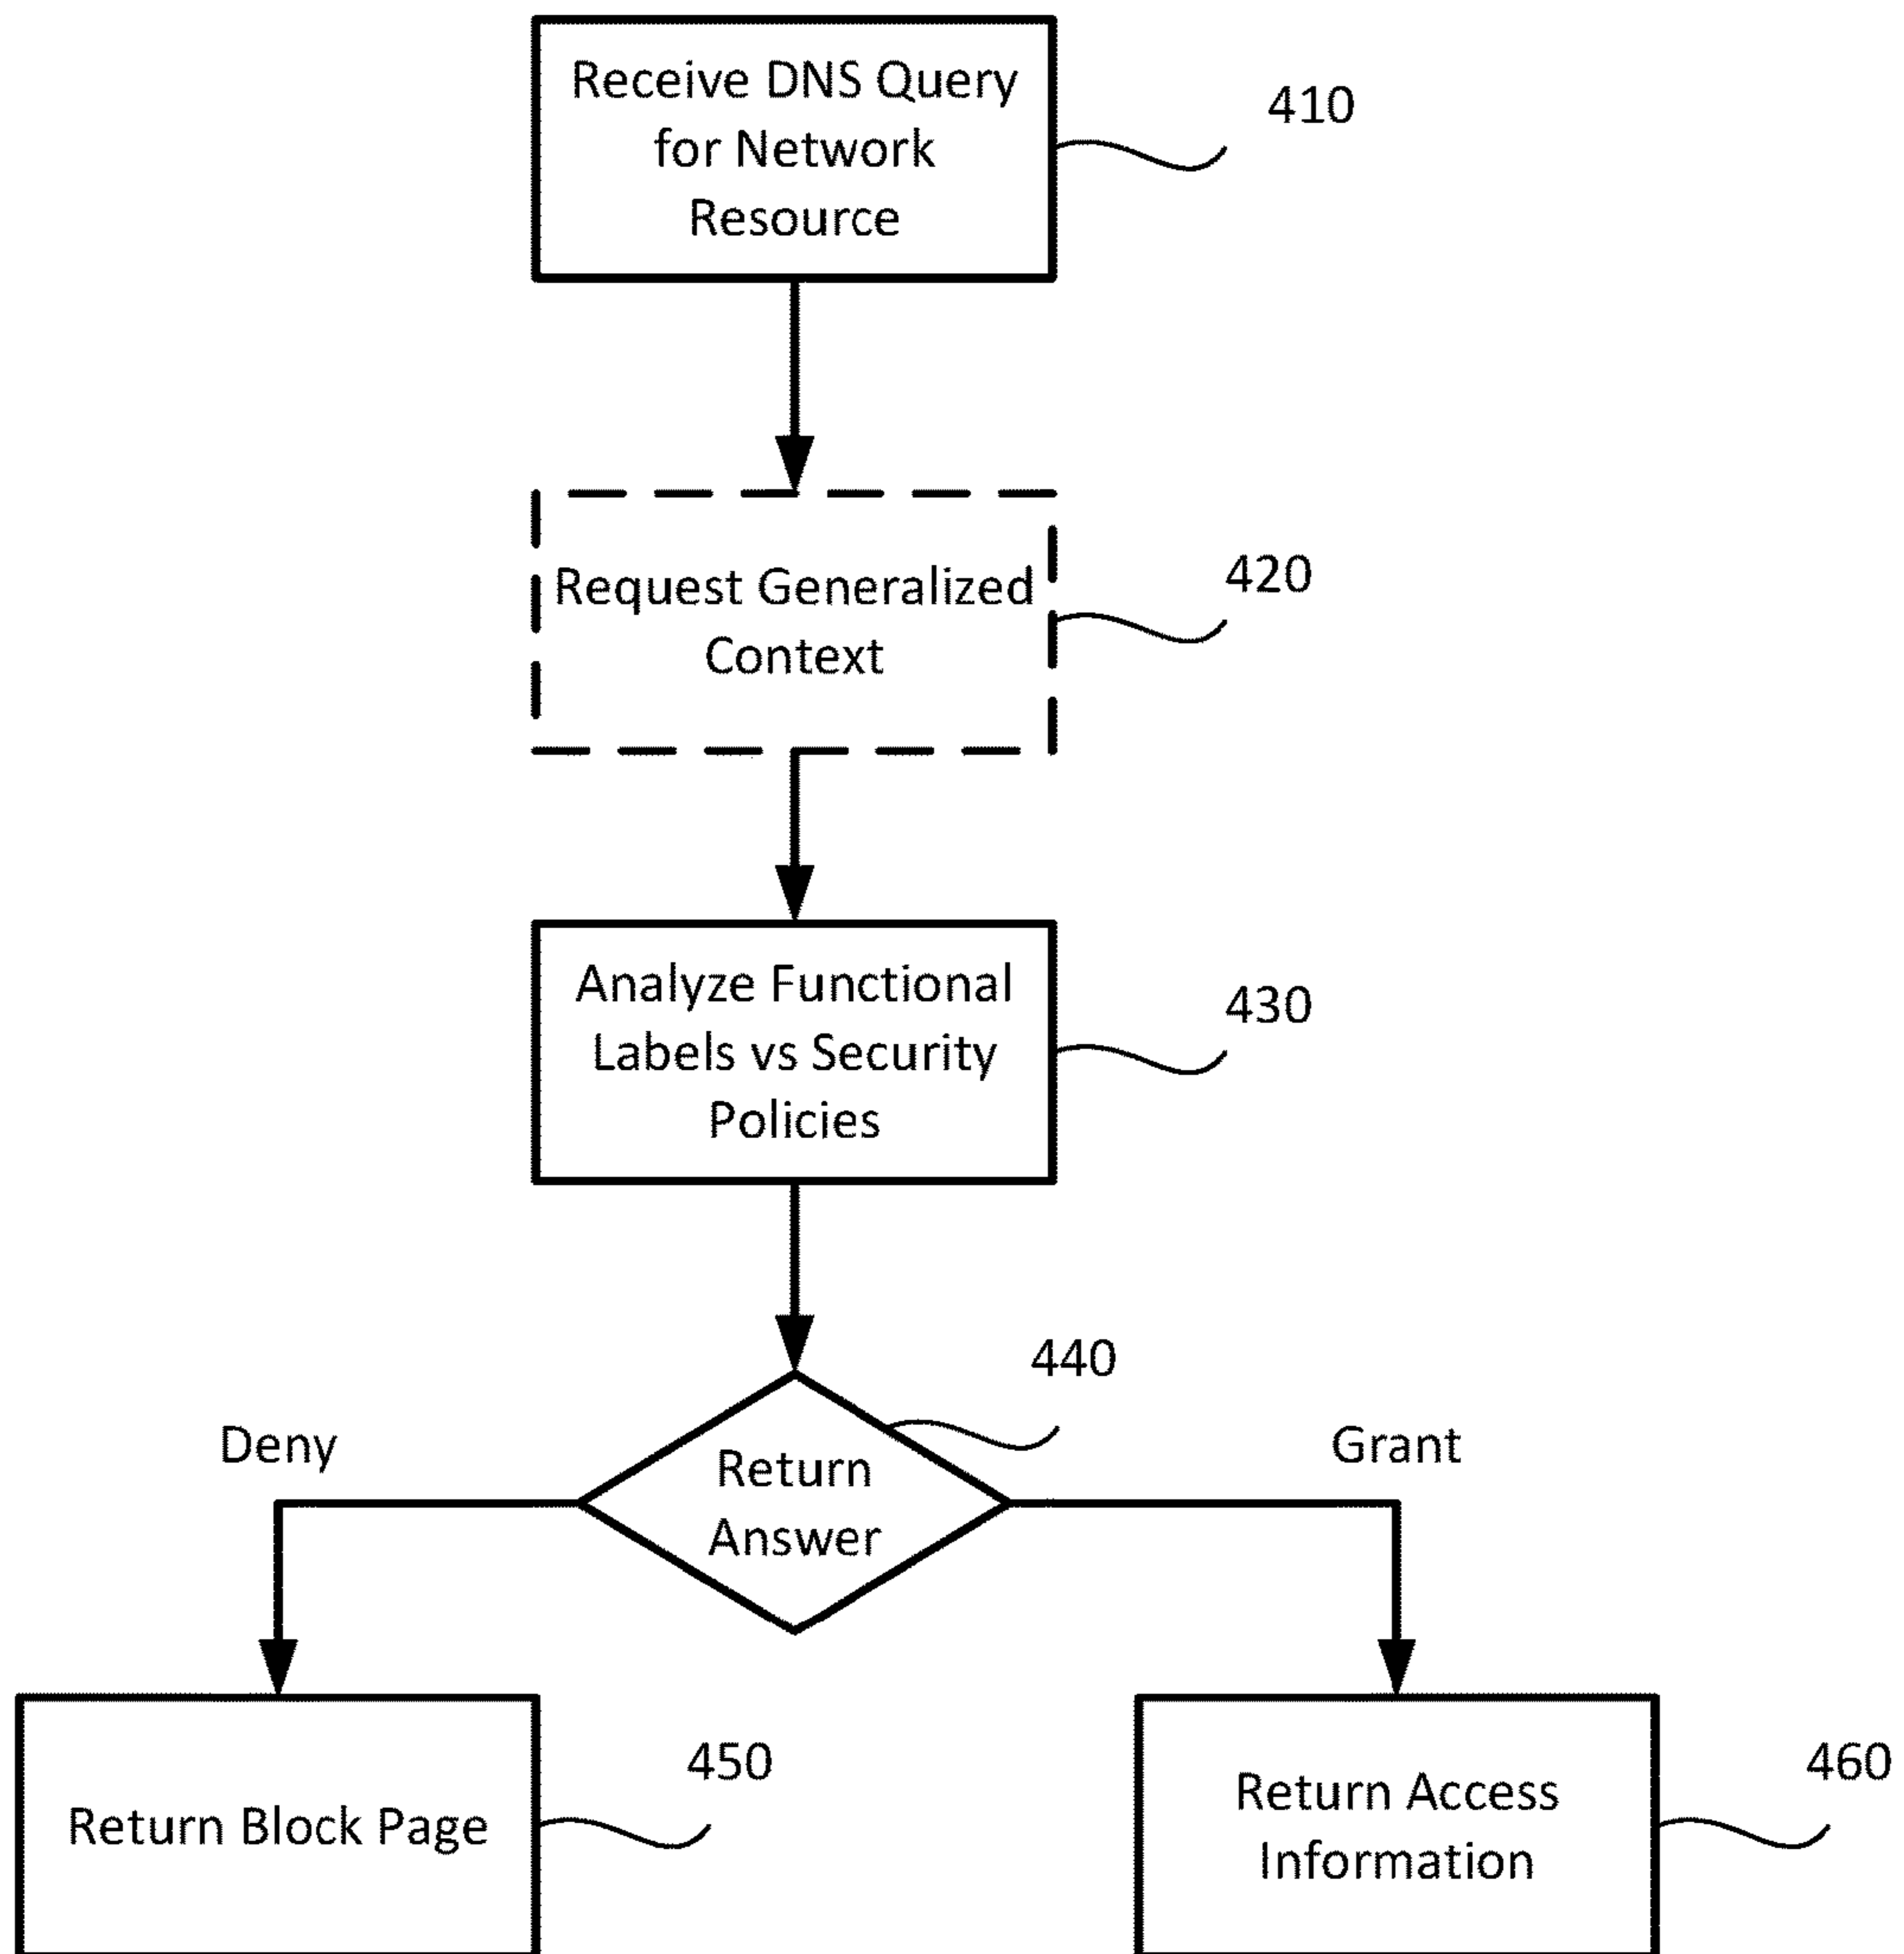 Receive DNS Query
for Network
Resource
410
Request Generalized
Context
420
Analyze Functional
Labels vs Security
Policies
430
440
Deny
Return
Answer
Grant
Return Block Page
450
Return Access
Information
460